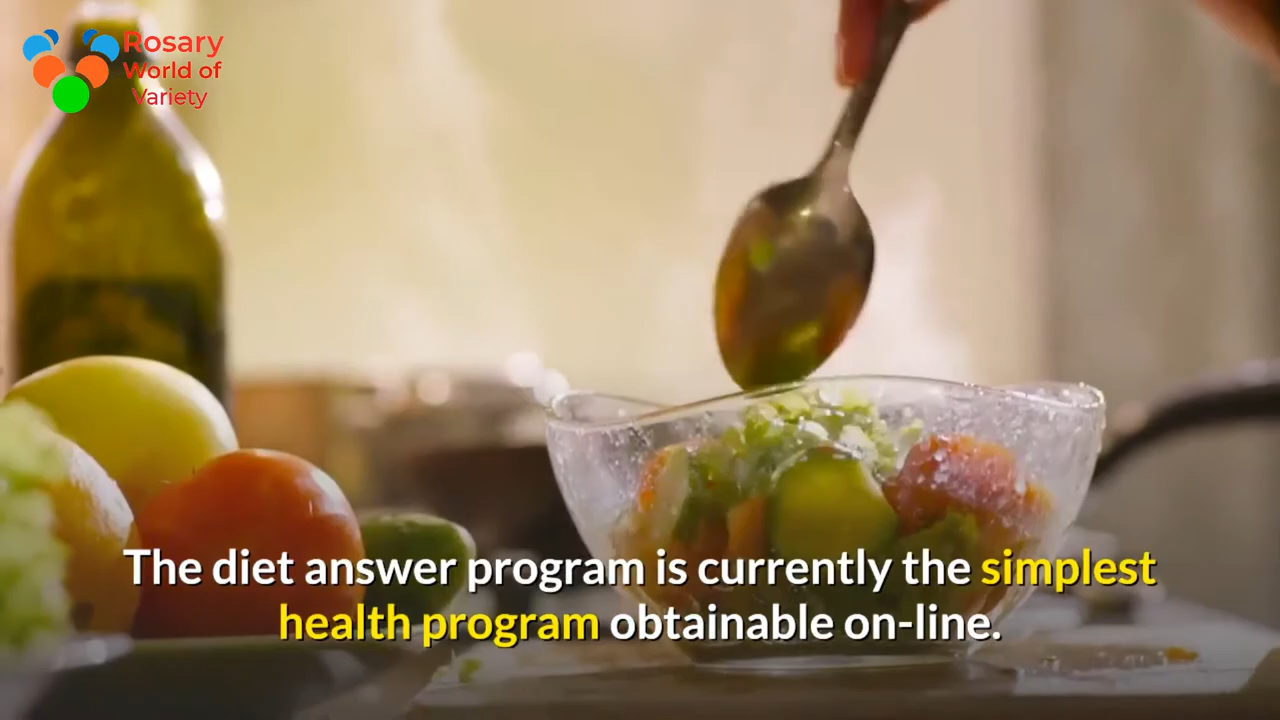 Rosary
World of
Variety
The diet answer program is currently the simplest
health program obtainable on-line.